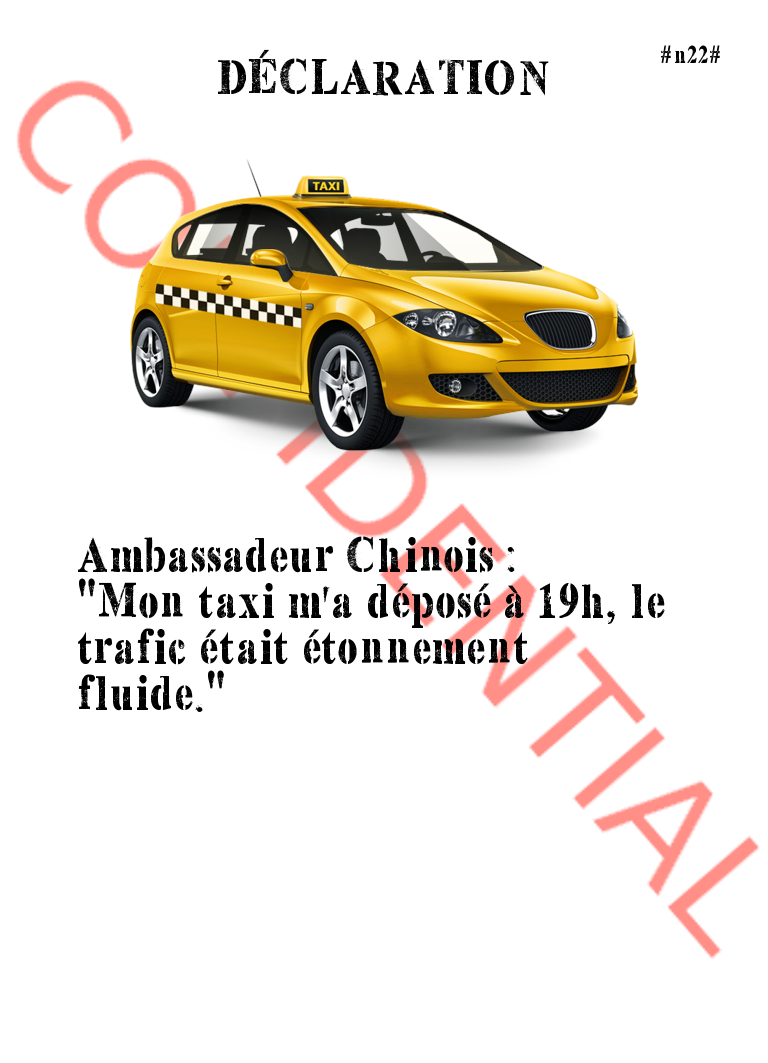 DÉCLARATION
#n22#
TAXI
CONFIDENTIAL
Ambassadeur Chinois :
"Mon taxi m'a déposé à 19h, le
trafic était étonnement
fluide."